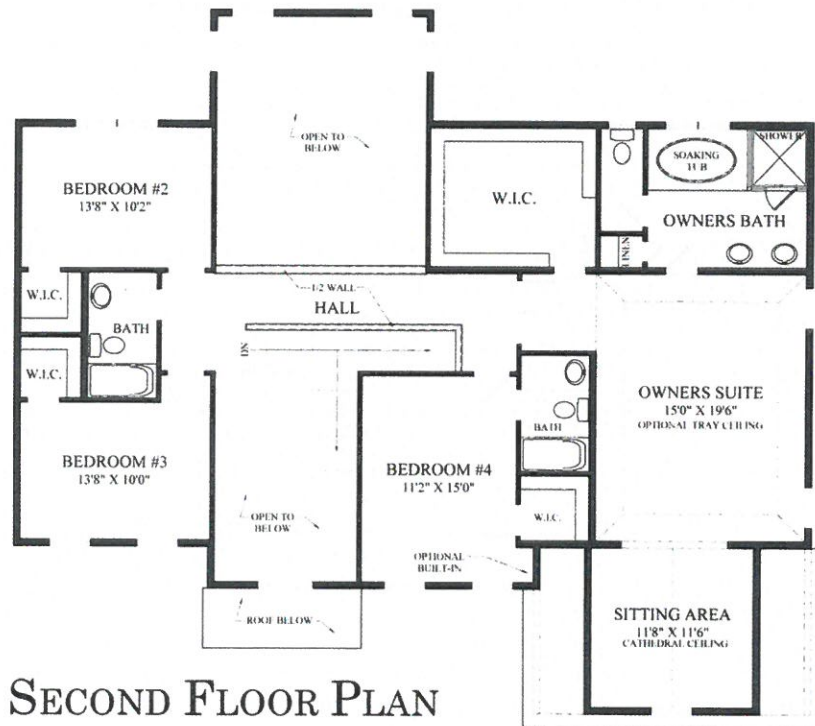 OPEN TO
BELOW
BEDROOM #2
13'8" X 10'2"
W.I.C.
SOAKING
TUB
SHOWER
OWNERS BATH
LINEN
W.I.C.
BATH
1/2 WALL
HALL
DN
W.I.C.
OWNERS SUITE
15'0" X 19'6"
OPTIONAL TRAY CEILING
BATH
BEDROOM #3
13'8" X 10'0"
BEDROOM #4
11'2" X 15'0"
OPEN TO
BELOW
W.I.C.
OPTIONAL
BUILT-IN
ROOF BELOW
SITTING AREA
11'8" X 11'6"
CATHEDRAL CEILING
SECOND FLOOR PLAN